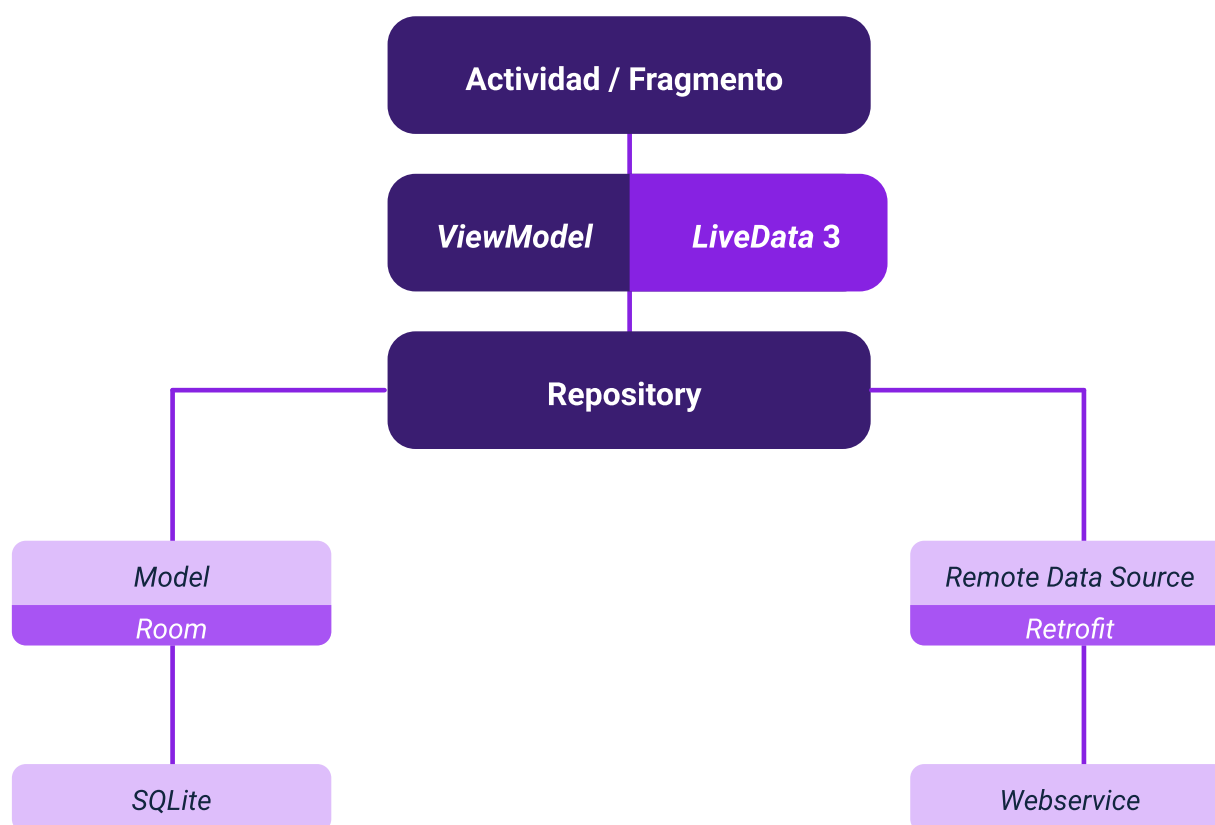 Actividad / Fragmento
ViewModel
LiveData 3
Repository
Model
Room
Remote Data Source
Retrofit
SQLite
Webservice